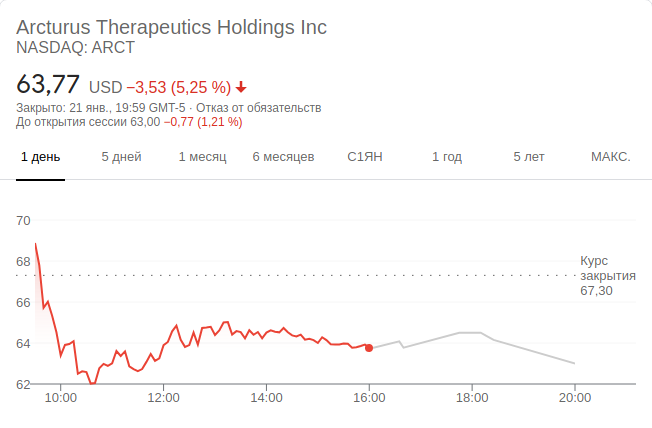 Arcturus Therapeutics Holdings Inc
NASDAQ: ARCT
63,77 USD −3,53 (5,25 %)
Закрыто: 21 янв., 19:59 GMT-5 · Отказ от обязательств
До открытия сессии 63,00 −0,77 (1,21 %)
1 день 5 дней 1 месяц 6 месяцев С1ЯН 1 год 5 лет МАКС.
70
68
66
64
62
Курс
закрытия
67,30
10:00 12:00 14:00 16:00 18:00 20:00